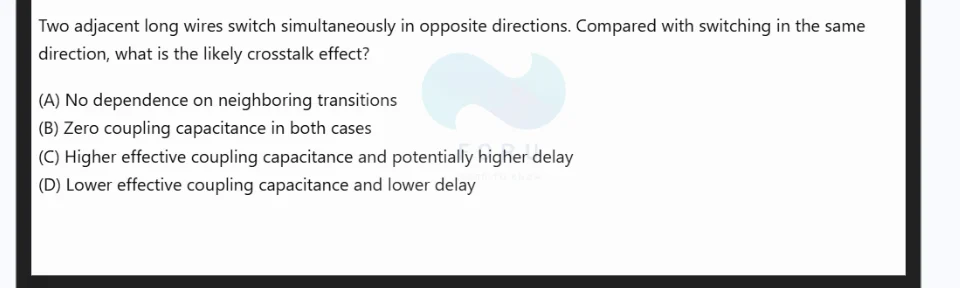 Two adjacent long wires switch simultaneously in opposite directions. Compared with switching in the same
direction, what is the likely crosstalk effect?
(A) No dependence on neighboring transitions
(B) Zero coupling capacitance in both cases
(C) Higher effective coupling capacitance and potentially higher delay
(D) Lower effective coupling capacitance and lower delay